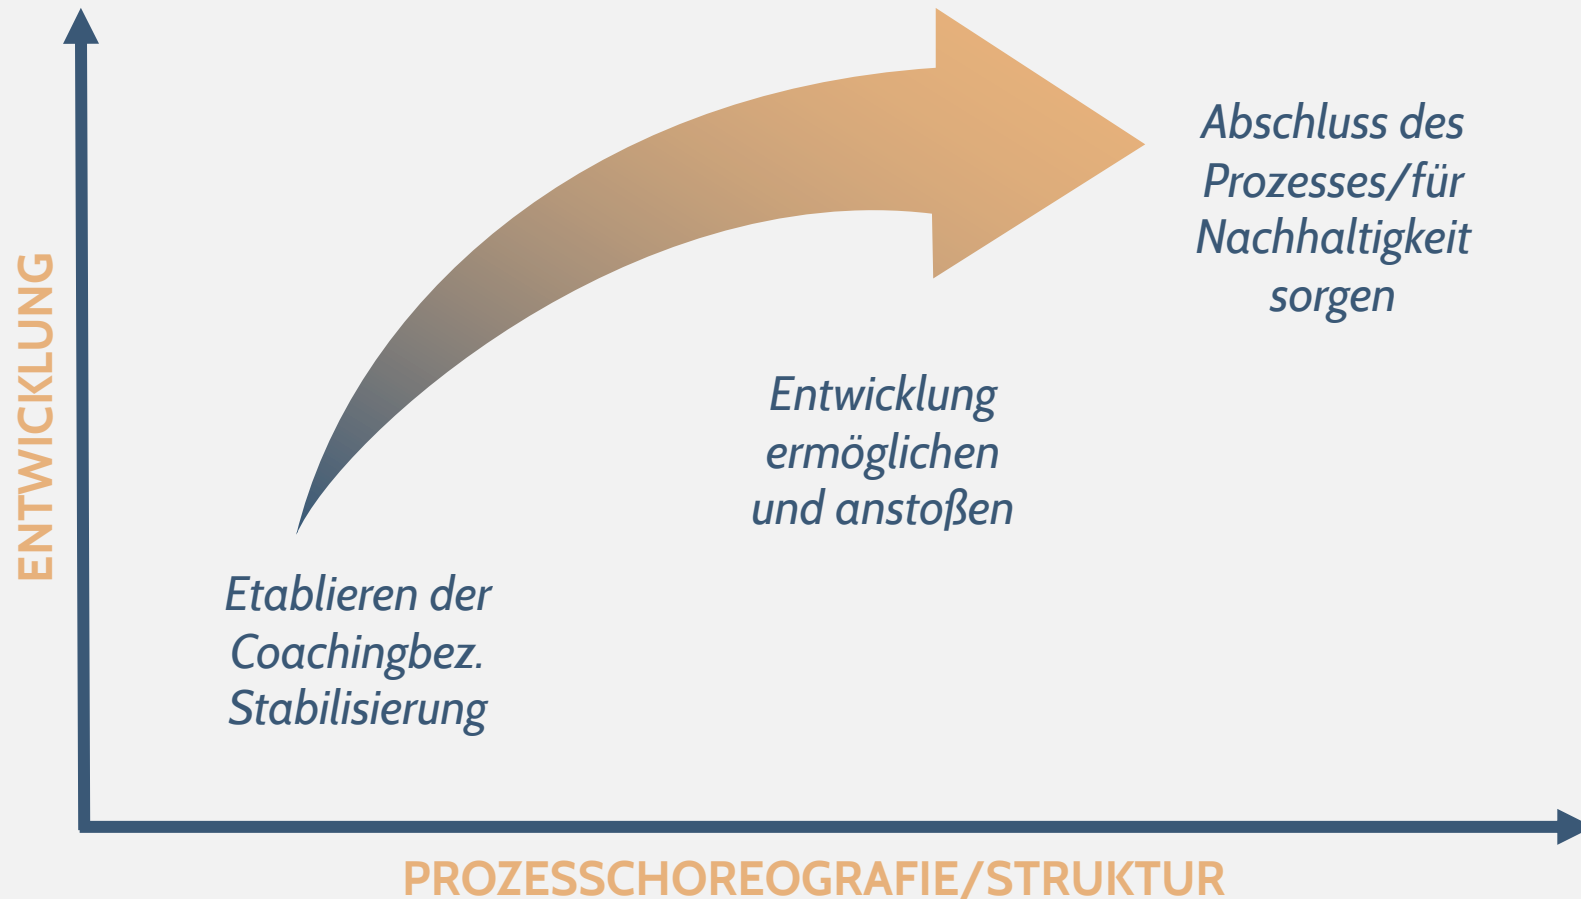 ENTWICKLUNG
Abschluss des
Prozesses/für
Nachhaltigkeit
sorgen
Entwicklung
ermöglichen
und anstoßen
Etablieren der
Coachingbez.
Stabilisierung
PROZESSCHOREOGRAFIE/STRUKTUR